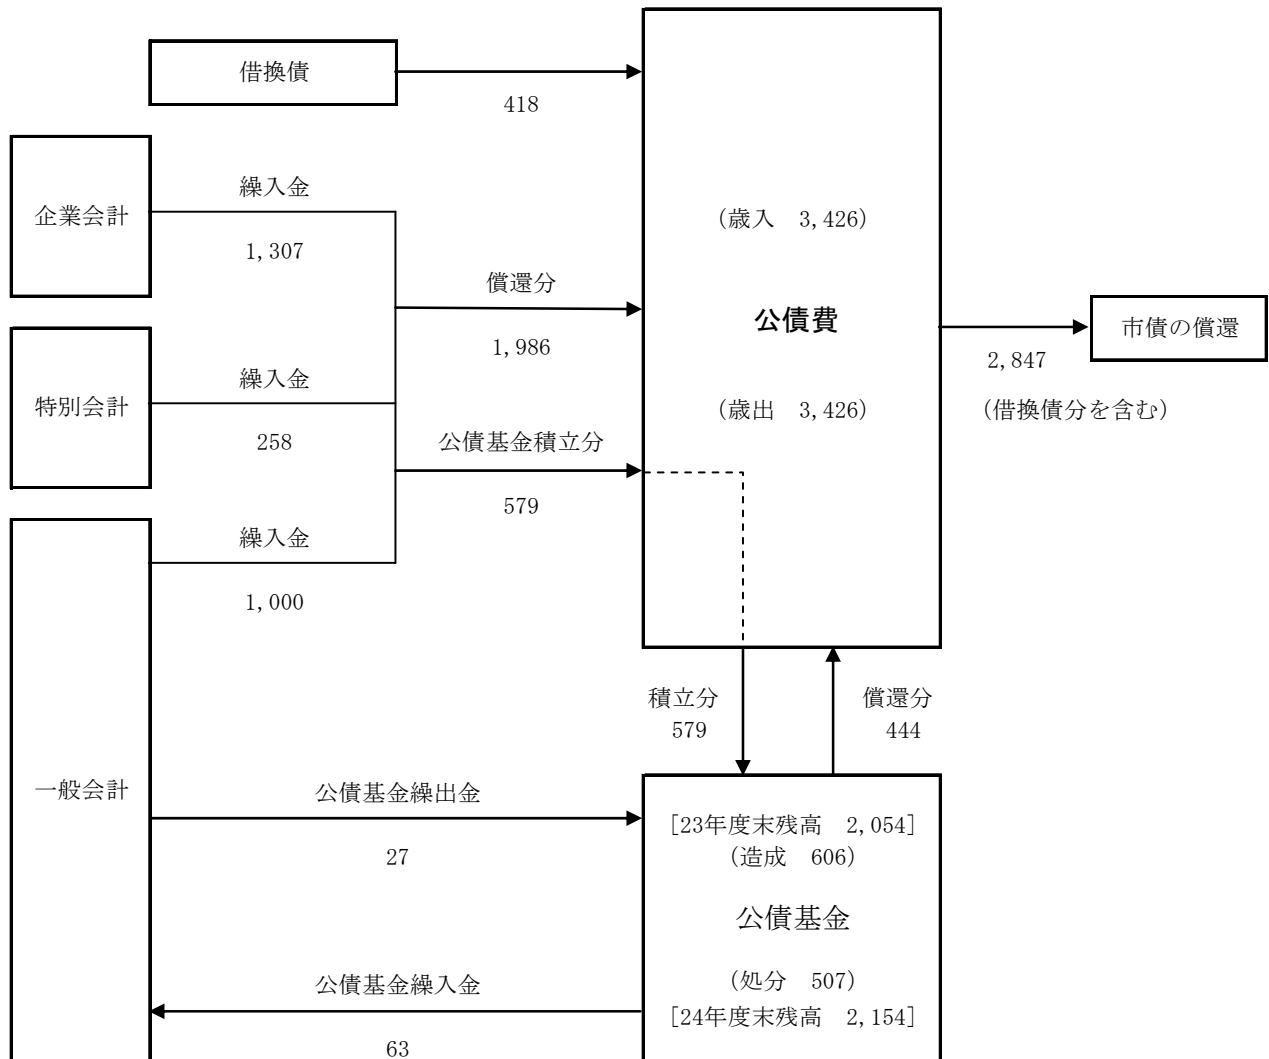 借換債
418
企業会計
繰入金
1,307
特別会計
繰入金
258
償還分
1,986
公債基金積立分
579
繰入金
1,000
(歳入　3,426)
公債費
(歳出　3,426)
2,847
(借換債分を含む)
市債の償還
積立分
579
償還分
444
一般会計
公債基金繰出金
27
公債基金繰入金
63
[23年度末残高　2,054]
(造成　606)
公債基金
(処分　507)
[24年度末残高　2,154]